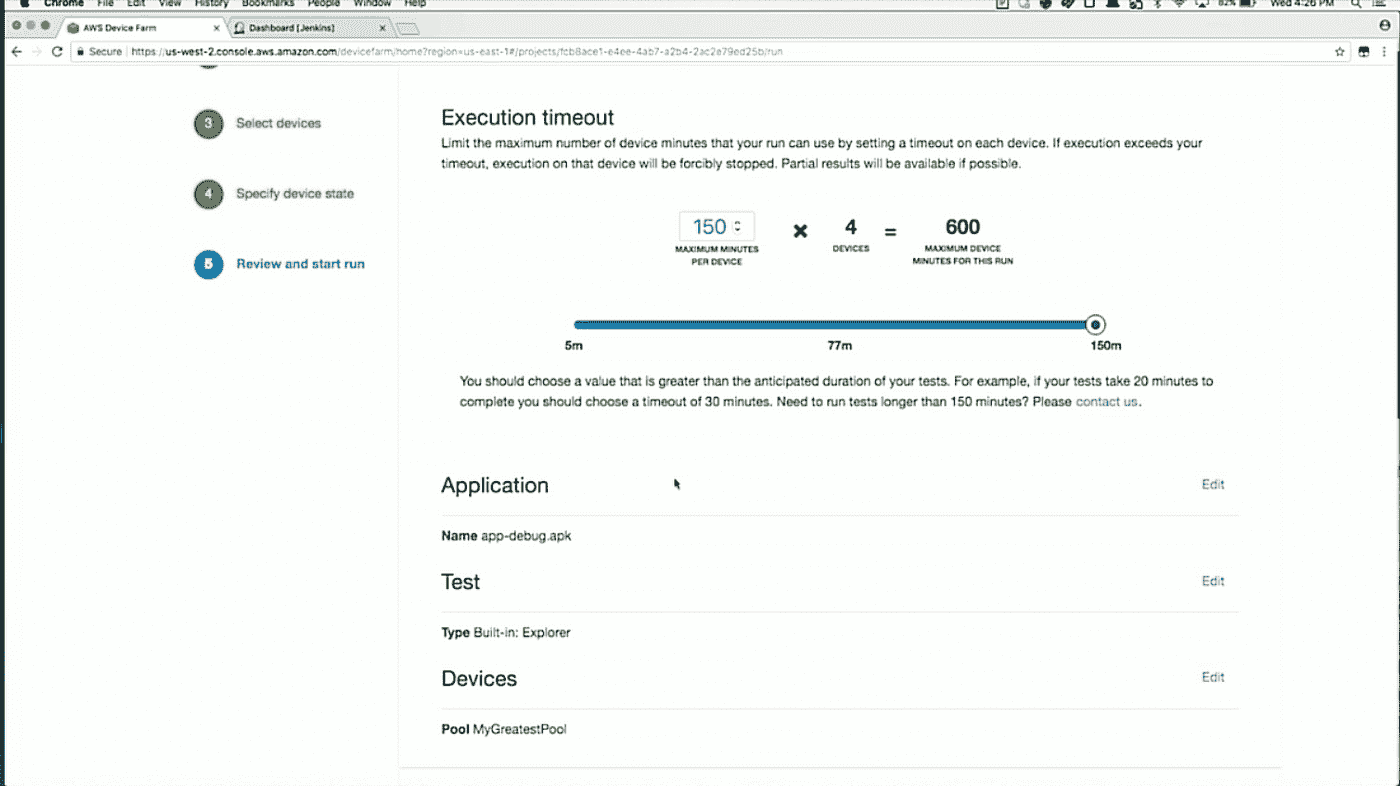 Chrome File Edit View History Bookmarks People Window Help
82% Wed 4:26 PM
AWS Device Farm × Dashboard [Jenkins] ×
Secure https://us-west-2.console.aws.amazon.com/devicefarm/home?region=us-east-1#/projects/fcb8ace1-e4ee-4ab7-a2b4-2ac2e79ed25b/run
3 Select devices
4 Specify device state
5 Review and start run
Execution timeout
Limit the maximum number of device minutes that your run can use by setting a timeout on each device. If execution exceeds your
timeout, execution on that device will be forcibly stopped. Partial results will be available if possible.
150 × 4 = 600
MAXIMUM MINUTES
PER DEVICE
DEVICES
MAXIMUM DEVICE
MINUTES FOR THIS RUN
5m 77m 150m
You should choose a value that is greater than the anticipated duration of your tests. For example, if your tests take 20 minutes to
complete you should choose a timeout of 30 minutes. Need to run tests longer than 150 minutes? Please contact us.
Application Edit
Name app-debug.apk
Test Edit
Type Built-in: Explorer
Devices Edit
Pool MyGreatestPool